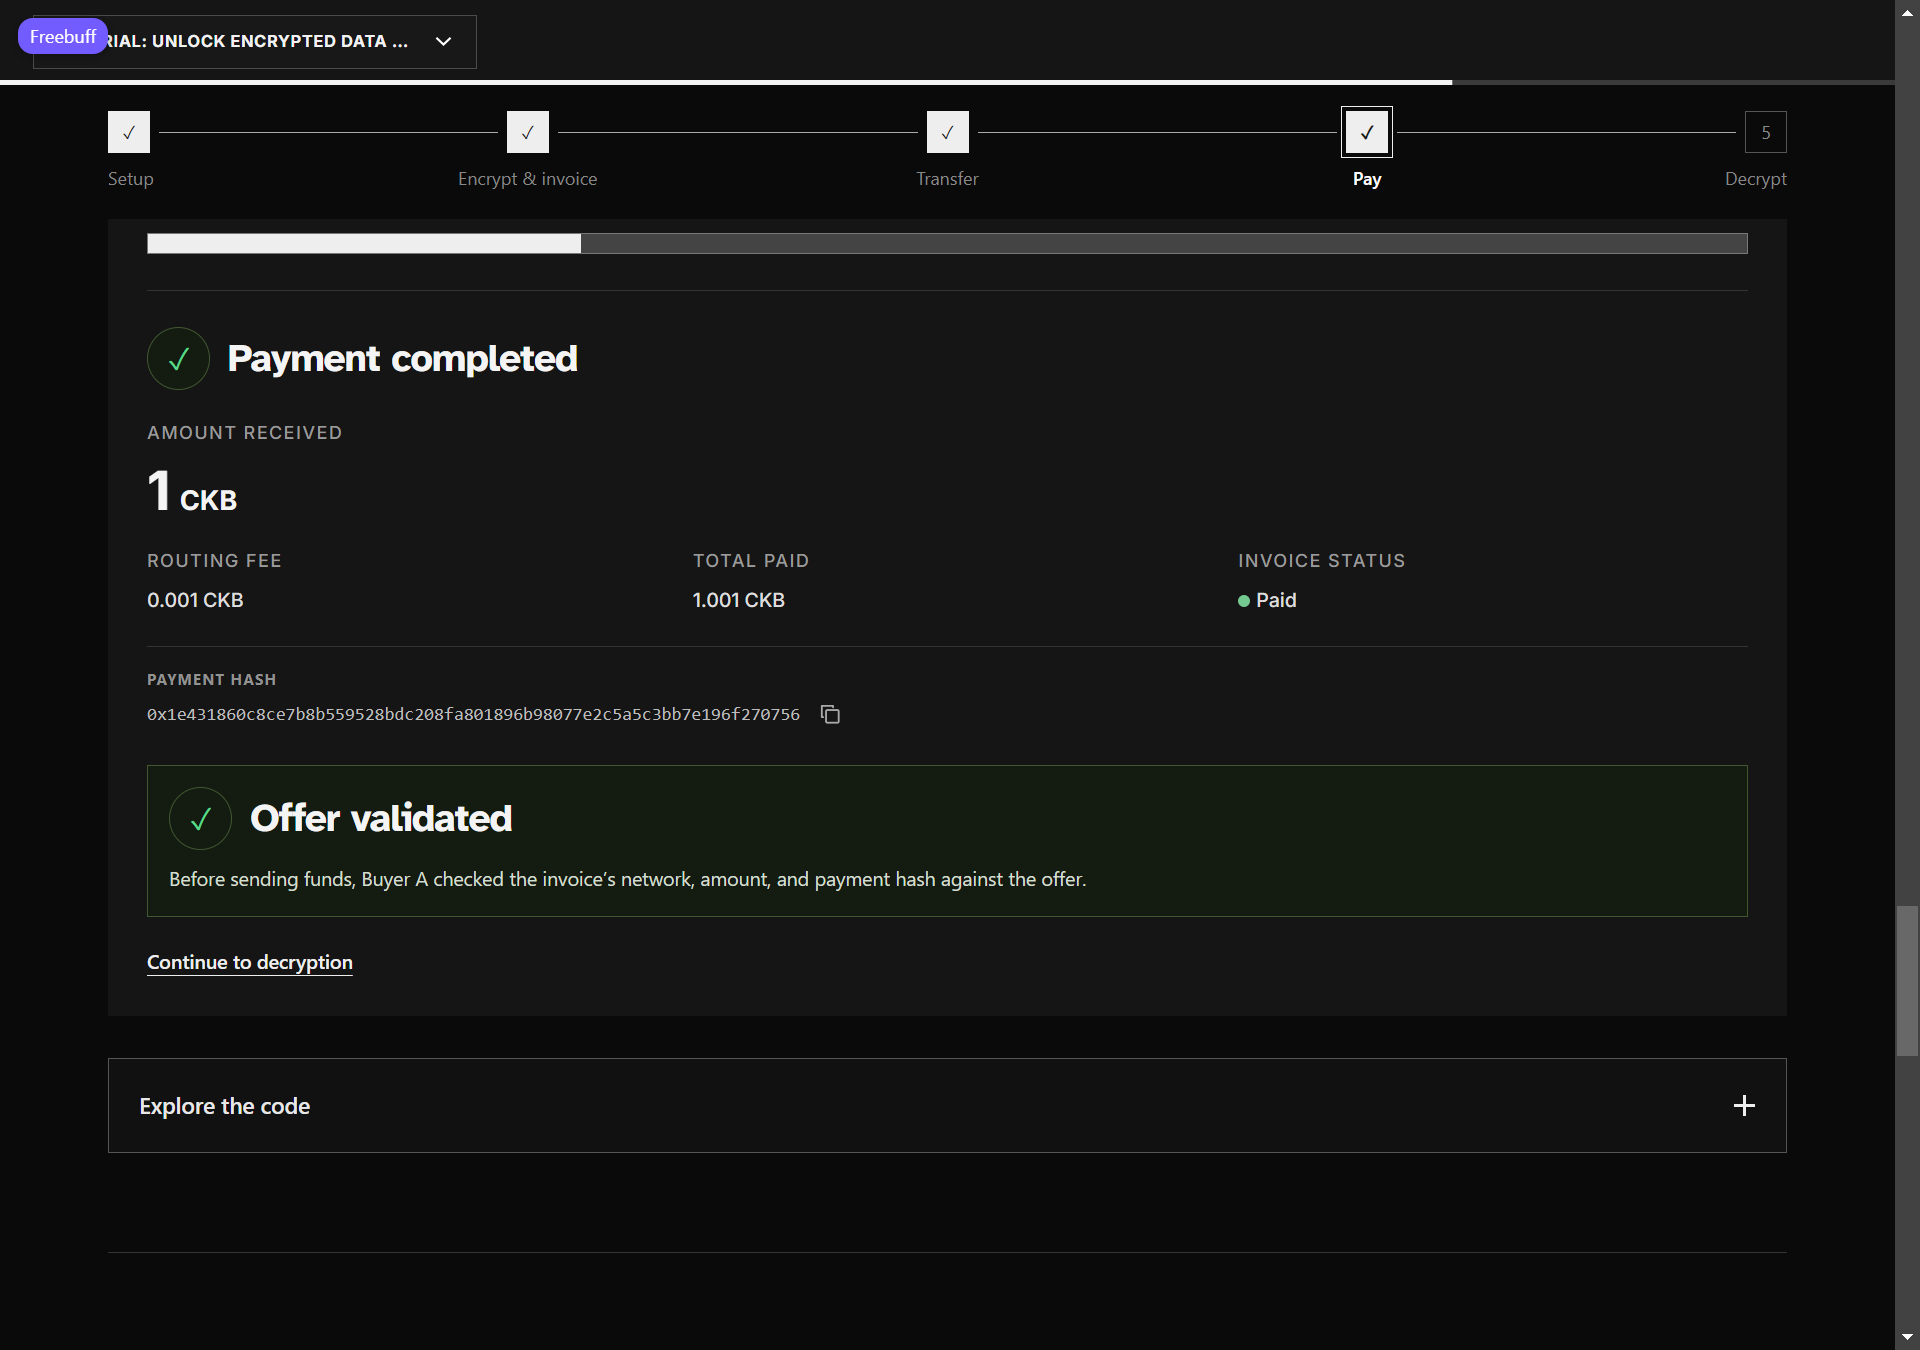 Freebuff
RIAL: UNLOCK ENCRYPTED DATA ...
✓
✓
✓
✓
5
Setup
Encrypt & invoice
Transfer
Pay
Decrypt
✓ Payment completed
AMOUNT RECEIVED
1 CKB
ROUTING FEE
TOTAL PAID
INVOICE STATUS
0.001 CKB
1.001 CKB
Paid
PAYMENT HASH
0x1e431860c8ce7b8b559528bdc208fa801896b98077e2c5a5c3bb7e196f270756
✓ Offer validated
Before sending funds, Buyer A checked the invoice’s network, amount, and payment hash against the offer.
Continue to decryption
Explore the code